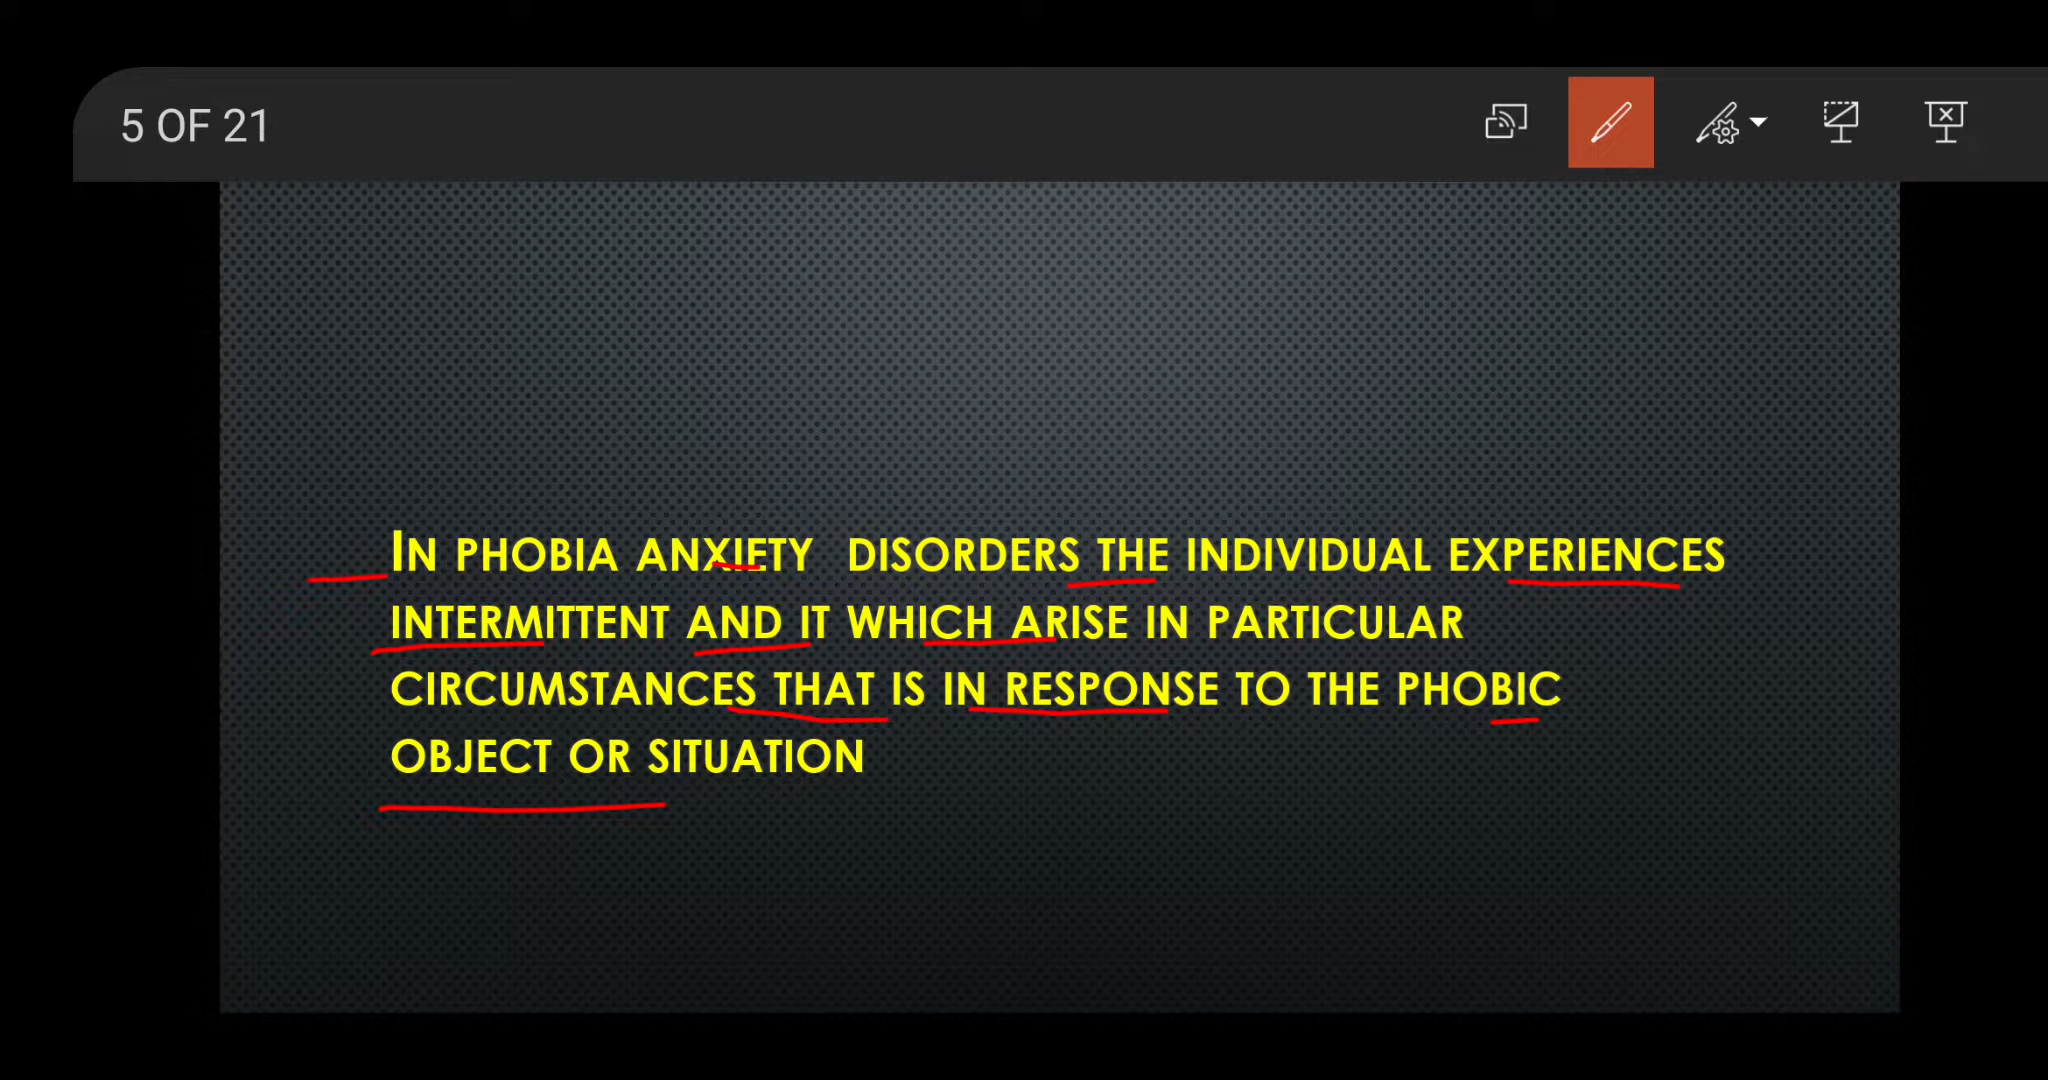 5 OF 21
IN PHOBIA ANXIETY DISORDERS THE INDIVIDUAL EXPERIENCES
INTERMITTENT AND IT WHICH ARISE IN PARTICULAR
CIRCUMSTANCES THAT IS IN RESPONSE TO THE PHOBIC
OBJECT OR SITUATION